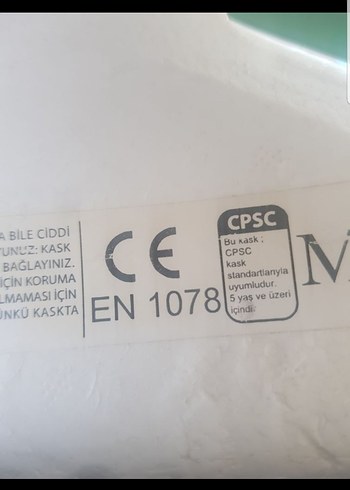 A BİLE CİDDİ
YUNUZ: KASK
BAĞLAYINIZ.
İÇİN KORUMA
LMAMASI İÇİN
ÜNKÜ KASKTA
CE
EN 1078
CPSC
Bu kask ;
CPSC
kask
standartlarıyla
uyumludur.
5 yaş ve üzeri
içindi
M